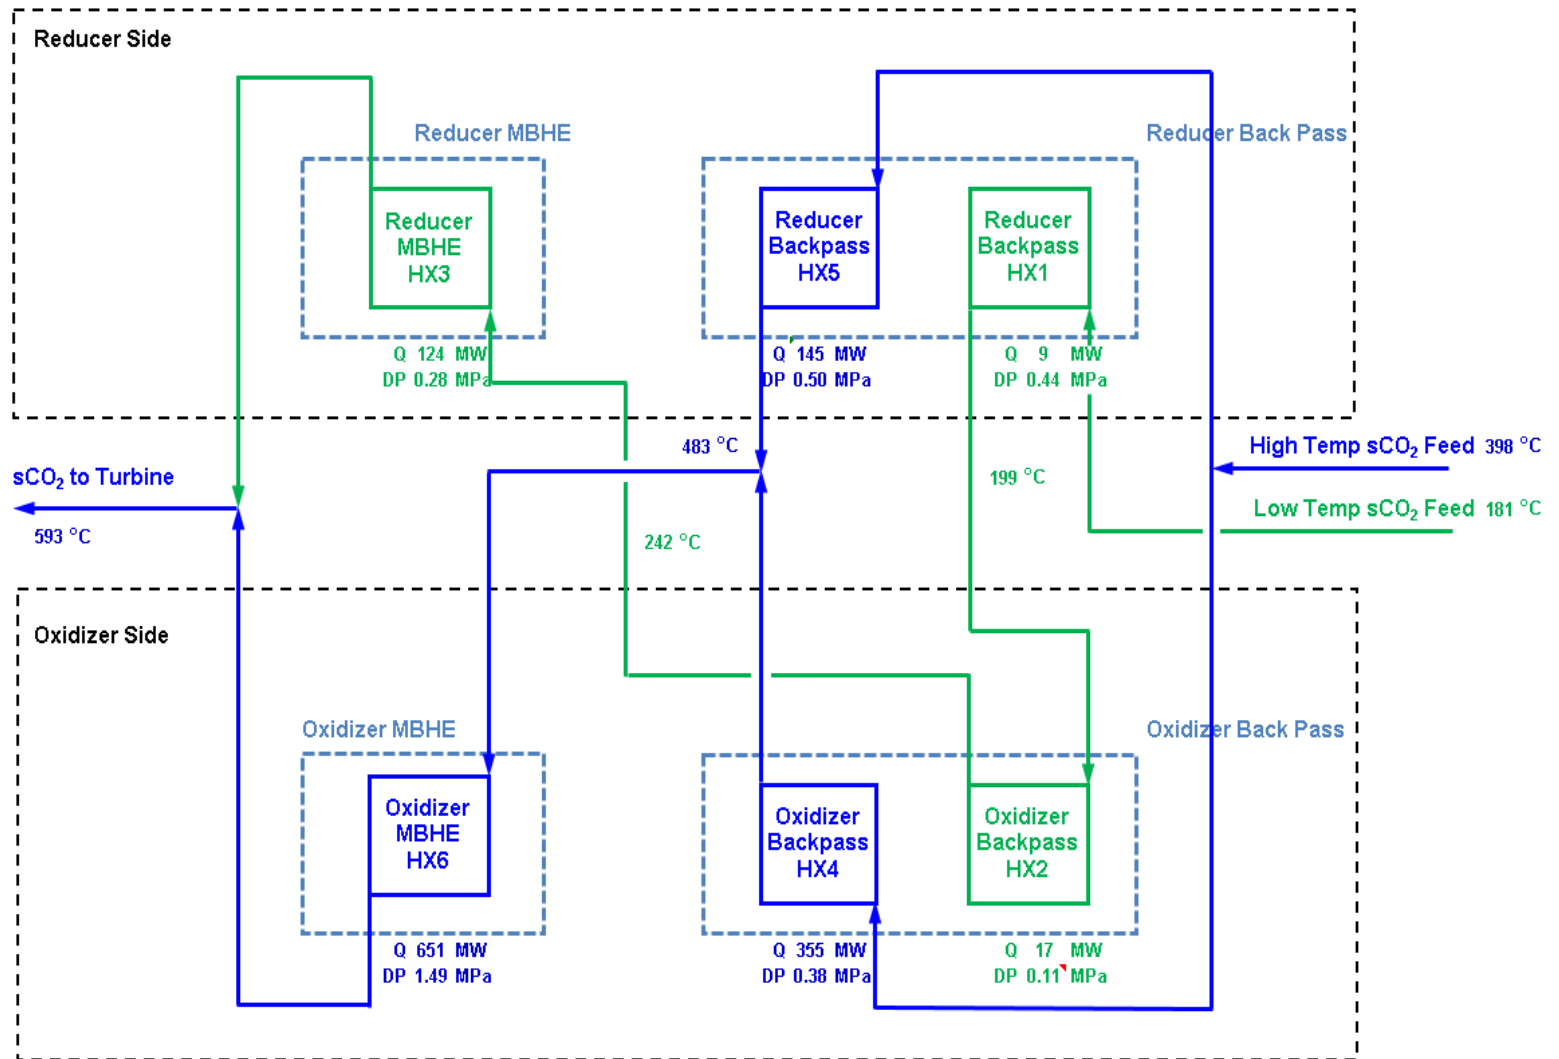 Reducer Side
Reducer MBHE
Reducer Back Pass
Reducer
MBHE
HX3
Reducer
Backpass
HX5
Reducer
Backpass
HX1
Q 124 MW
DP 0.28 MPa
Q 145 MW
DP 0.50 MPa
Q 9 MW
DP 0.44 MPa
483 °C
High Temp sCO₂ Feed 398 °C
sCO₂ to Turbine
199 °C
Low Temp sCO₂ Feed 181 °C
593 °C
242 °C
Oxidizer Side
Oxidizer MBHE
Oxidizer Back Pass
Oxidizer
MBHE
HX6
Oxidizer
Backpass
HX4
Oxidizer
Backpass
HX2
Q 651 MW
DP 1.49 MPa
Q 355 MW
DP 0.38 MPa
Q 17 MW
DP 0.11 MPa